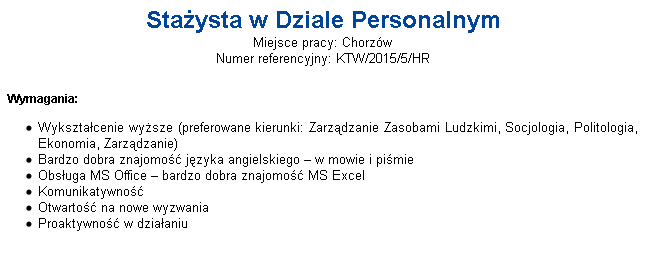 Stażysta w Dziale Personalnym
Miejsce pracy: Chorzów
Numer referencyjny: KTW/2015/5/HR
Wymagania:
Wykształcenie wyższe (preferowane kierunki: Zarządzanie Zasobami Ludzkimi, Socjologia, Politologia,
Ekonomia, Zarządzanie)
Bardzo dobra znajomość języka angielskiego – w mowie i piśmie
Obsługa MS Office – bardzo dobra znajomość MS Excel
Komunikatywność
Otwartość na nowe wyzwania
Proaktywność w działaniu